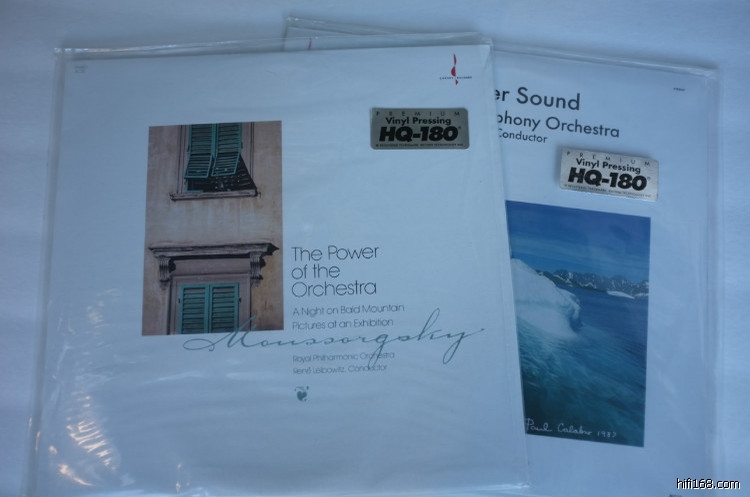 PREMIUM
Vinyl Pressing
HQ-180
The Power
of the
Orchestra
A Night on Bald Mountain
Pictures at an Exhibition
Moussorgsky
Royal Philharmonic Orchestra
René Leibowitz, Conductor
er Sound
phony Orchestra
Conductor
PREMIUM
Vinyl Pressing
HQ-180
Paul Calabro 1987
hifi168.com